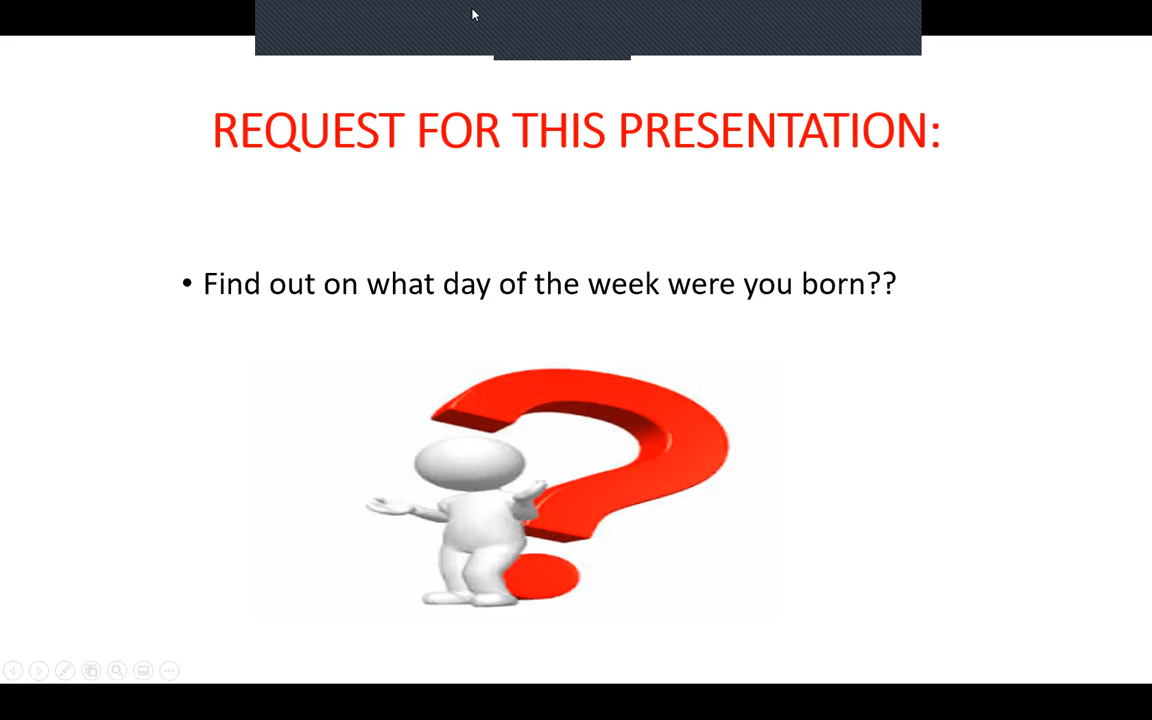 REQUEST FOR THIS PRESENTATION:
• Find out on what day of the week were you born??